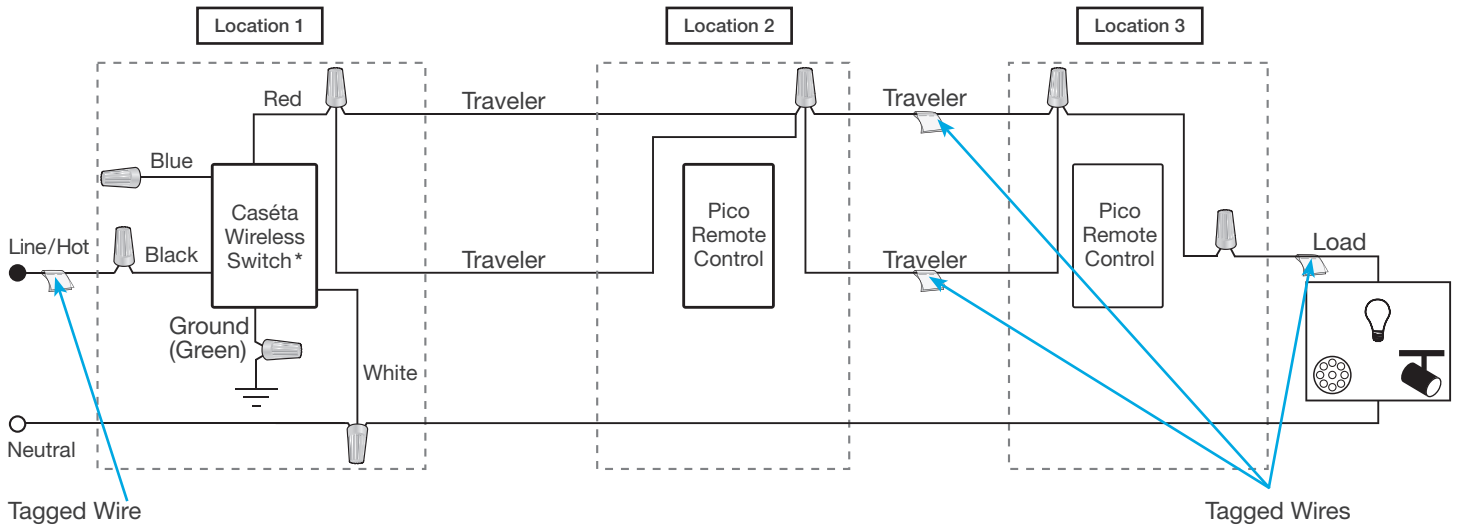 Location 1
Location 2
Location 3
Red
Traveler
Traveler
Blue
Caséta
Wireless
Switch*
Pico
Remote
Control
Pico
Remote
Control
Line/Hot
Black
Traveler
Traveler
Load
Ground
(Green)
White
Neutral
Tagged Wire
Tagged Wires